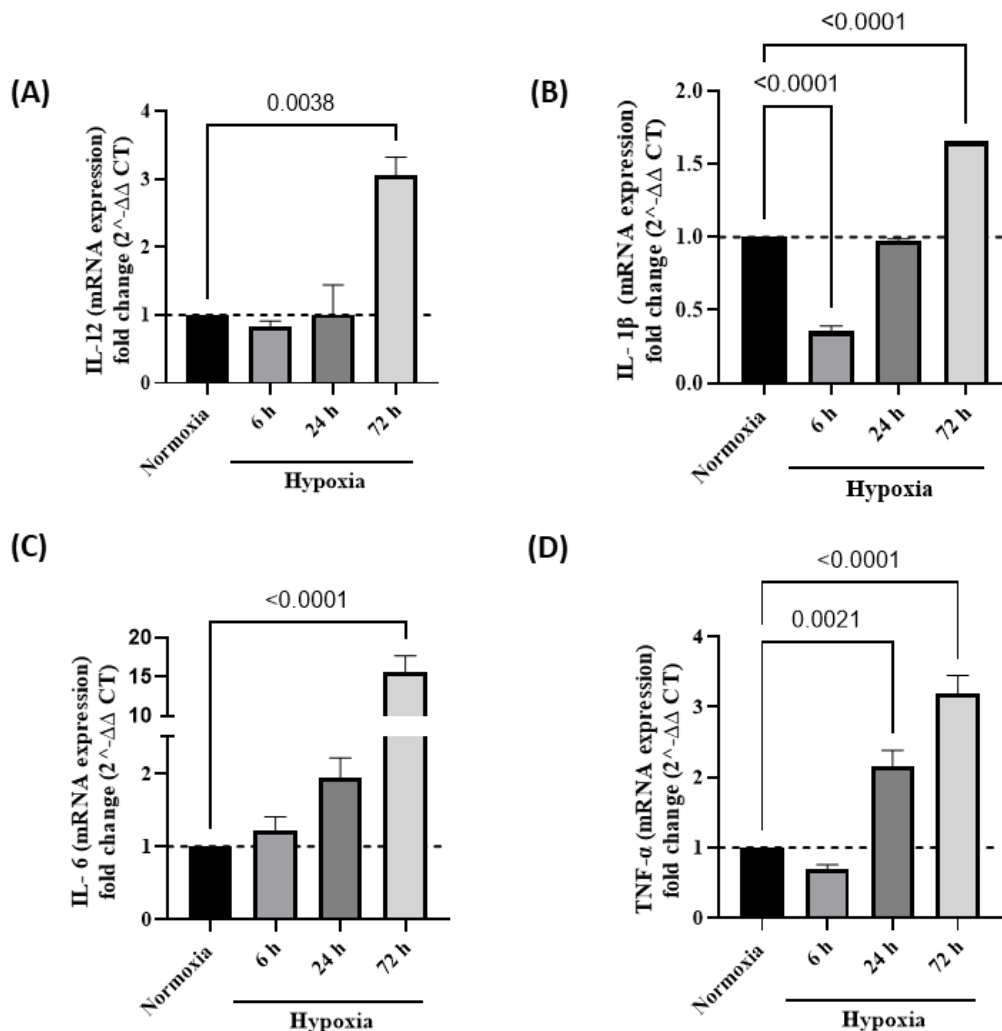 (A)
0.0038
IL-12 (mRNA expression)
fold change (2^-ΔΔ CT)
4
3
2
1
0
Normoxia
6 h
24 h
72 h
Hypoxia
(B)
<0.0001
<0.0001
IL- 1β (mRNA expression)
fold change (2^-ΔΔ CT)
2.0
1.5
1.0
0.5
0.0
Normoxia
6 h
24 h
72 h
Hypoxia
(C)
<0.0001
IL- 6 (mRNA expression)
fold change (2^-ΔΔ CT)
20
15
10
2
1
0
Normoxia
6 h
24 h
72 h
Hypoxia
(D)
<0.0001
0.0021
TNF-α (mRNA expression)
fold change (2^-ΔΔ CT)
4
3
2
1
0
Normoxia
6 h
24 h
72 h
Hypoxia